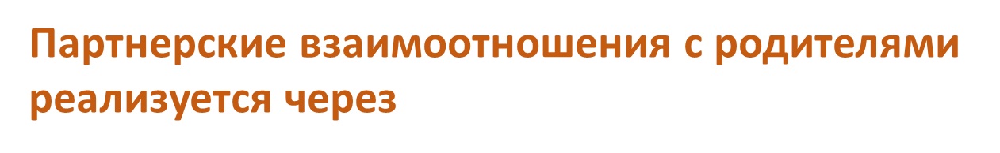 Партнерские взаимоотношения с родителями
реализуется через